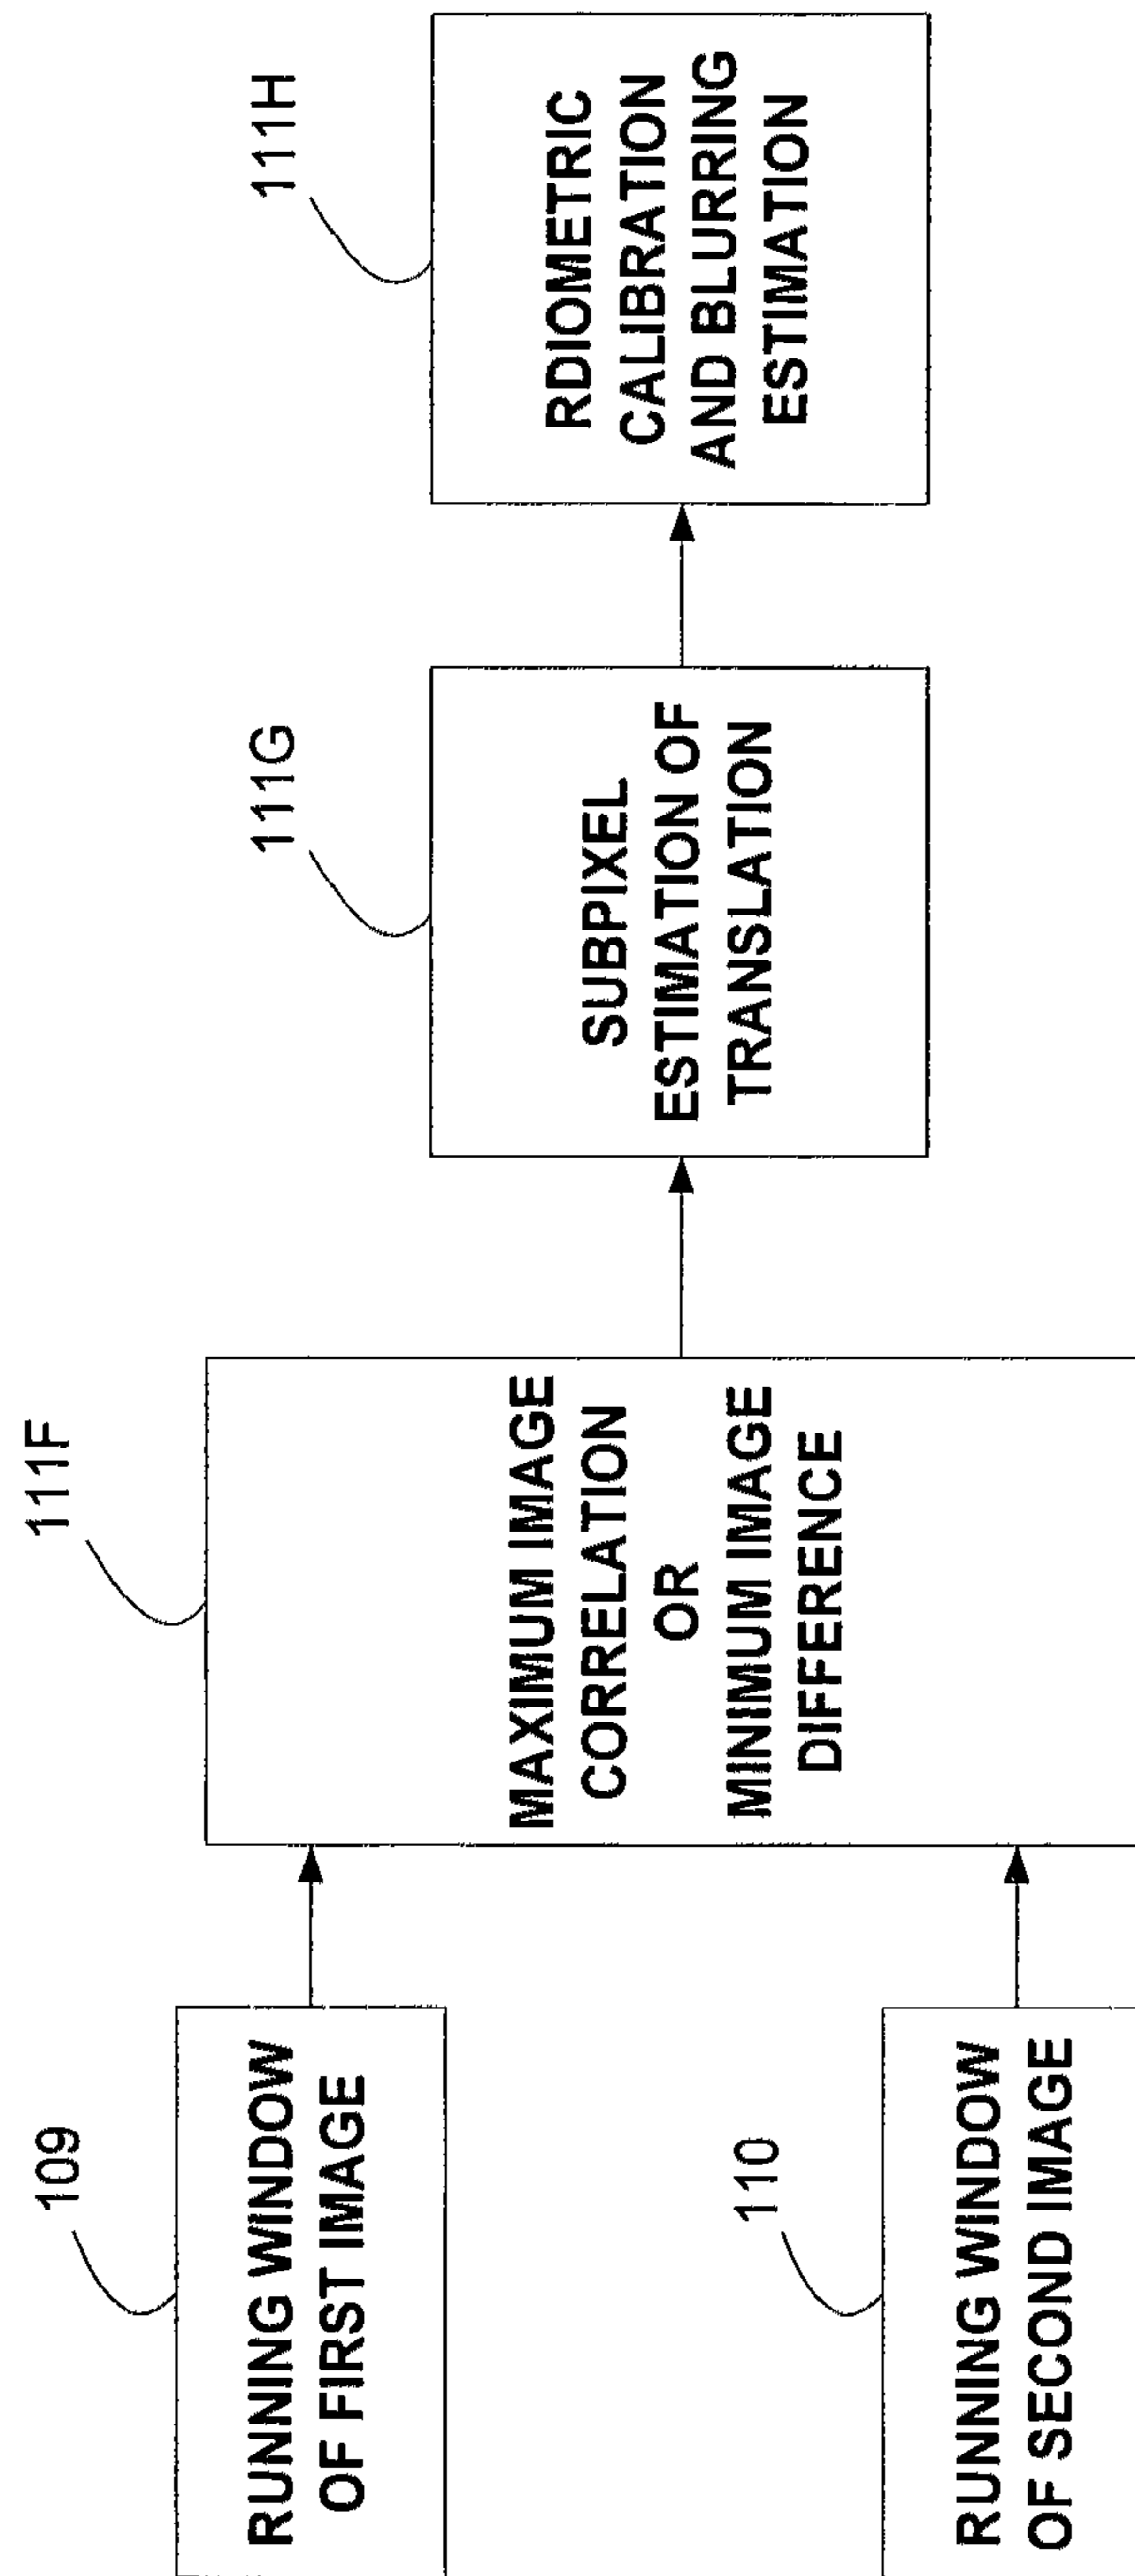 109
RUNNING WINDOW
OF FIRST IMAGE
110
RUNNING WINDOW
OF SECOND IMAGE
111F
MAXIMUM IMAGE
CORRELATION
OR
MINIMUM IMAGE
DIFFERENCE
111G
SUBPIXEL
ESTIMATION OF
TRANSLATION
111H
RDIOMETRIC
CALIBRATION
AND BLURRING
ESTIMATION